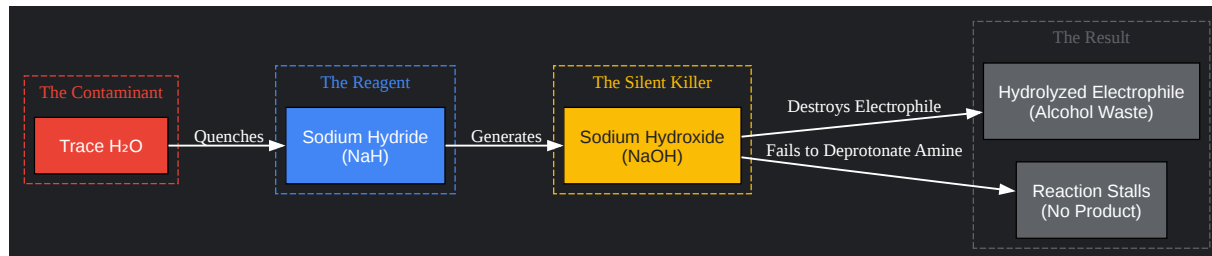 The Contaminant
Trace H₂O
Quenches
The Reagent
Sodium Hydride
(NaH)
Generates
The Silent Killer
Sodium Hydroxide
(NaOH)
Destroys Electrophile
Fails to Deprotonate Amine
The Result
Hydrolyzed Electrophile
(Alcohol Waste)
Reaction Stalls
(No Product)